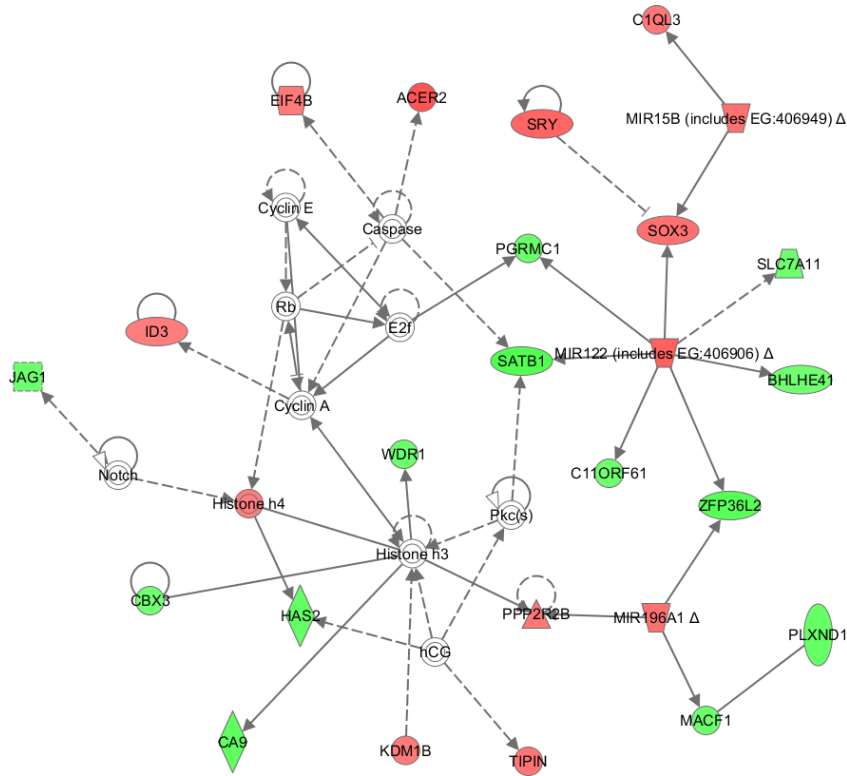 C1QL3
EIF4B
ACER2
SRY
MIR15B (includes EG:406949) Δ
Cyclin E
Caspase
SOX3
PGRMC1
SLC7A11
Rb
E2f
ID3
SATB1
MIR122 (includes EG:406906) Δ
JAG1
BHLHE41
Cyclin A
WDR1
Notch
C11ORF61
Histone h4
Pkc(s)
ZFP36L2
Histone h3
CBX3
HAS2
PPP2R2B
MIR196A1 Δ
PLXND1
hCG
MACF1
CA9
KDM1B
TIPIN